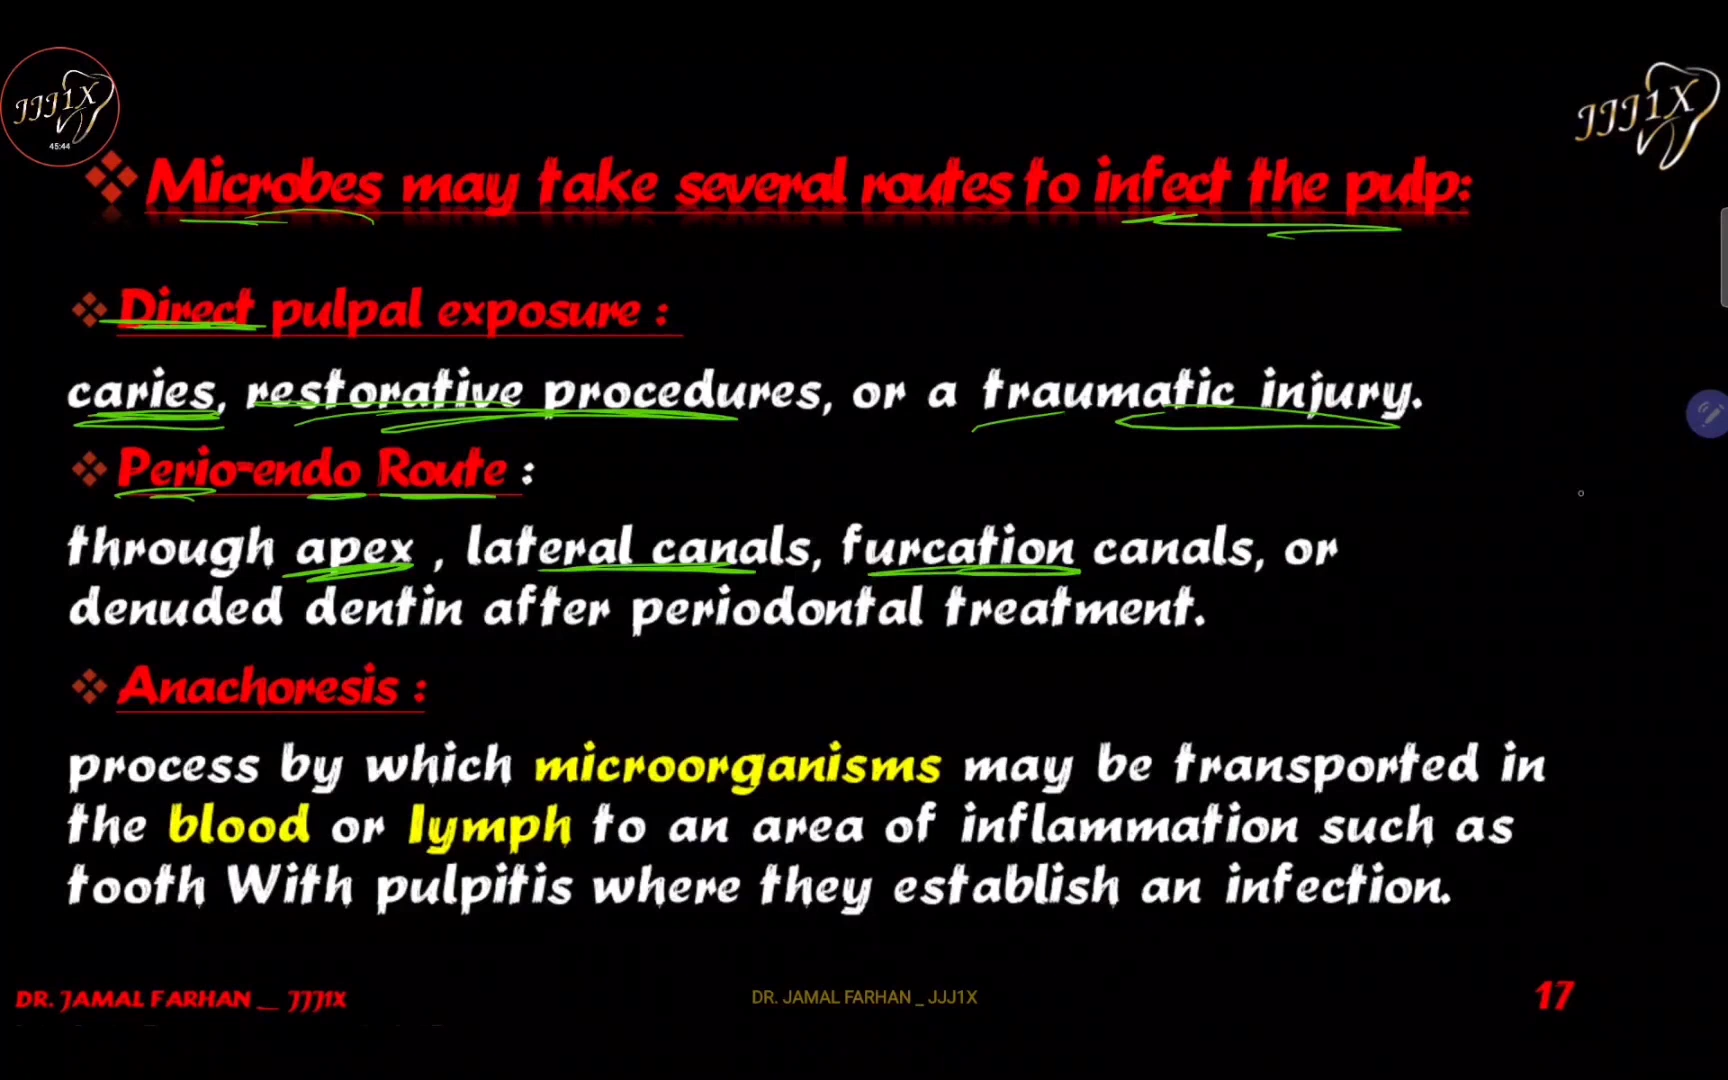 JJJ1X
45:44
JJJ1X
Microbes may take several routes to infect the pulp:
Direct pulpal exposure :
caries, restorative procedures, or a traumatic injury.
Perio-endo Route :
through apex , lateral canals, furcation canals, or
denuded dentin after periodontal treatment.
Anachoresis :
process by which microorganisms may be transported in
the blood or lymph to an area of inflammation such as
tooth With pulpitis where they establish an infection.
DR. JAMAL FARHAN _ JJJ1X
DR. JAMAL FARHAN _ JJJ1X
17